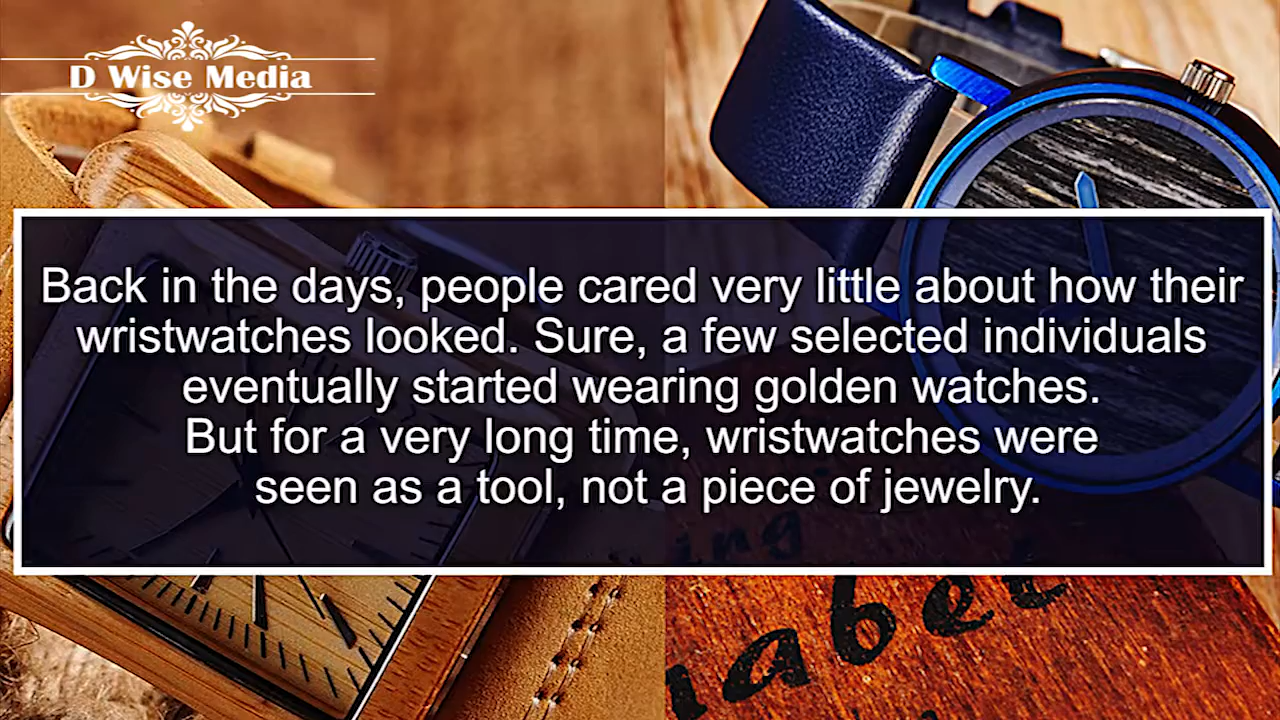 D Wise Media
Back in the days, people cared very little about how their
wristwatches looked. Sure, a few selected individuals
eventually started wearing golden watches.
But for a very long time, wristwatches were
seen as a tool, not a piece of jewelry.